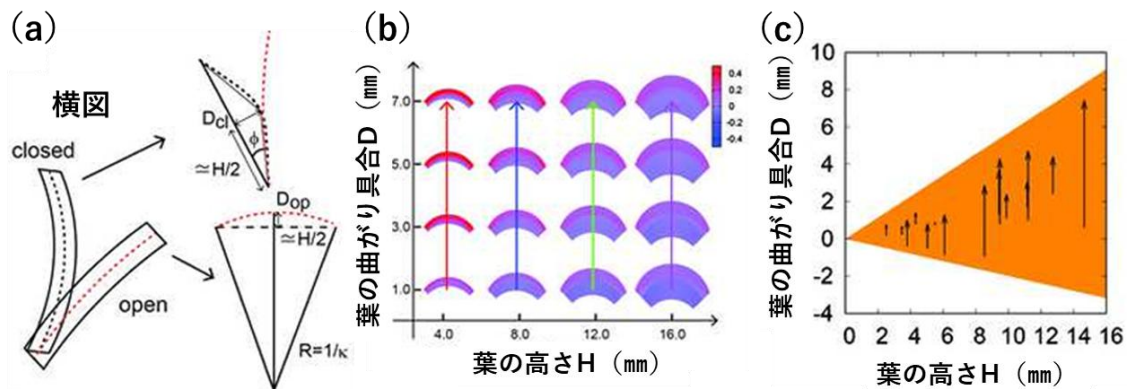 (a)
横図
closed
open
Dcl
ϕ
≃H/2
Dop
≃H/2
R=1/κ
(b)
葉の曲がり具合D（㎜）
7.0
5.0
3.0
1.0
4.0
8.0
12.0
16.0
葉の高さH（㎜）
0.4
0.2
0
-0.2
-0.4
(c)
葉の曲がり具合D（㎜）
10
8
6
4
2
0
-2
-4
0 2 4 6 8 10 12 14 16
葉の高さH（㎜）